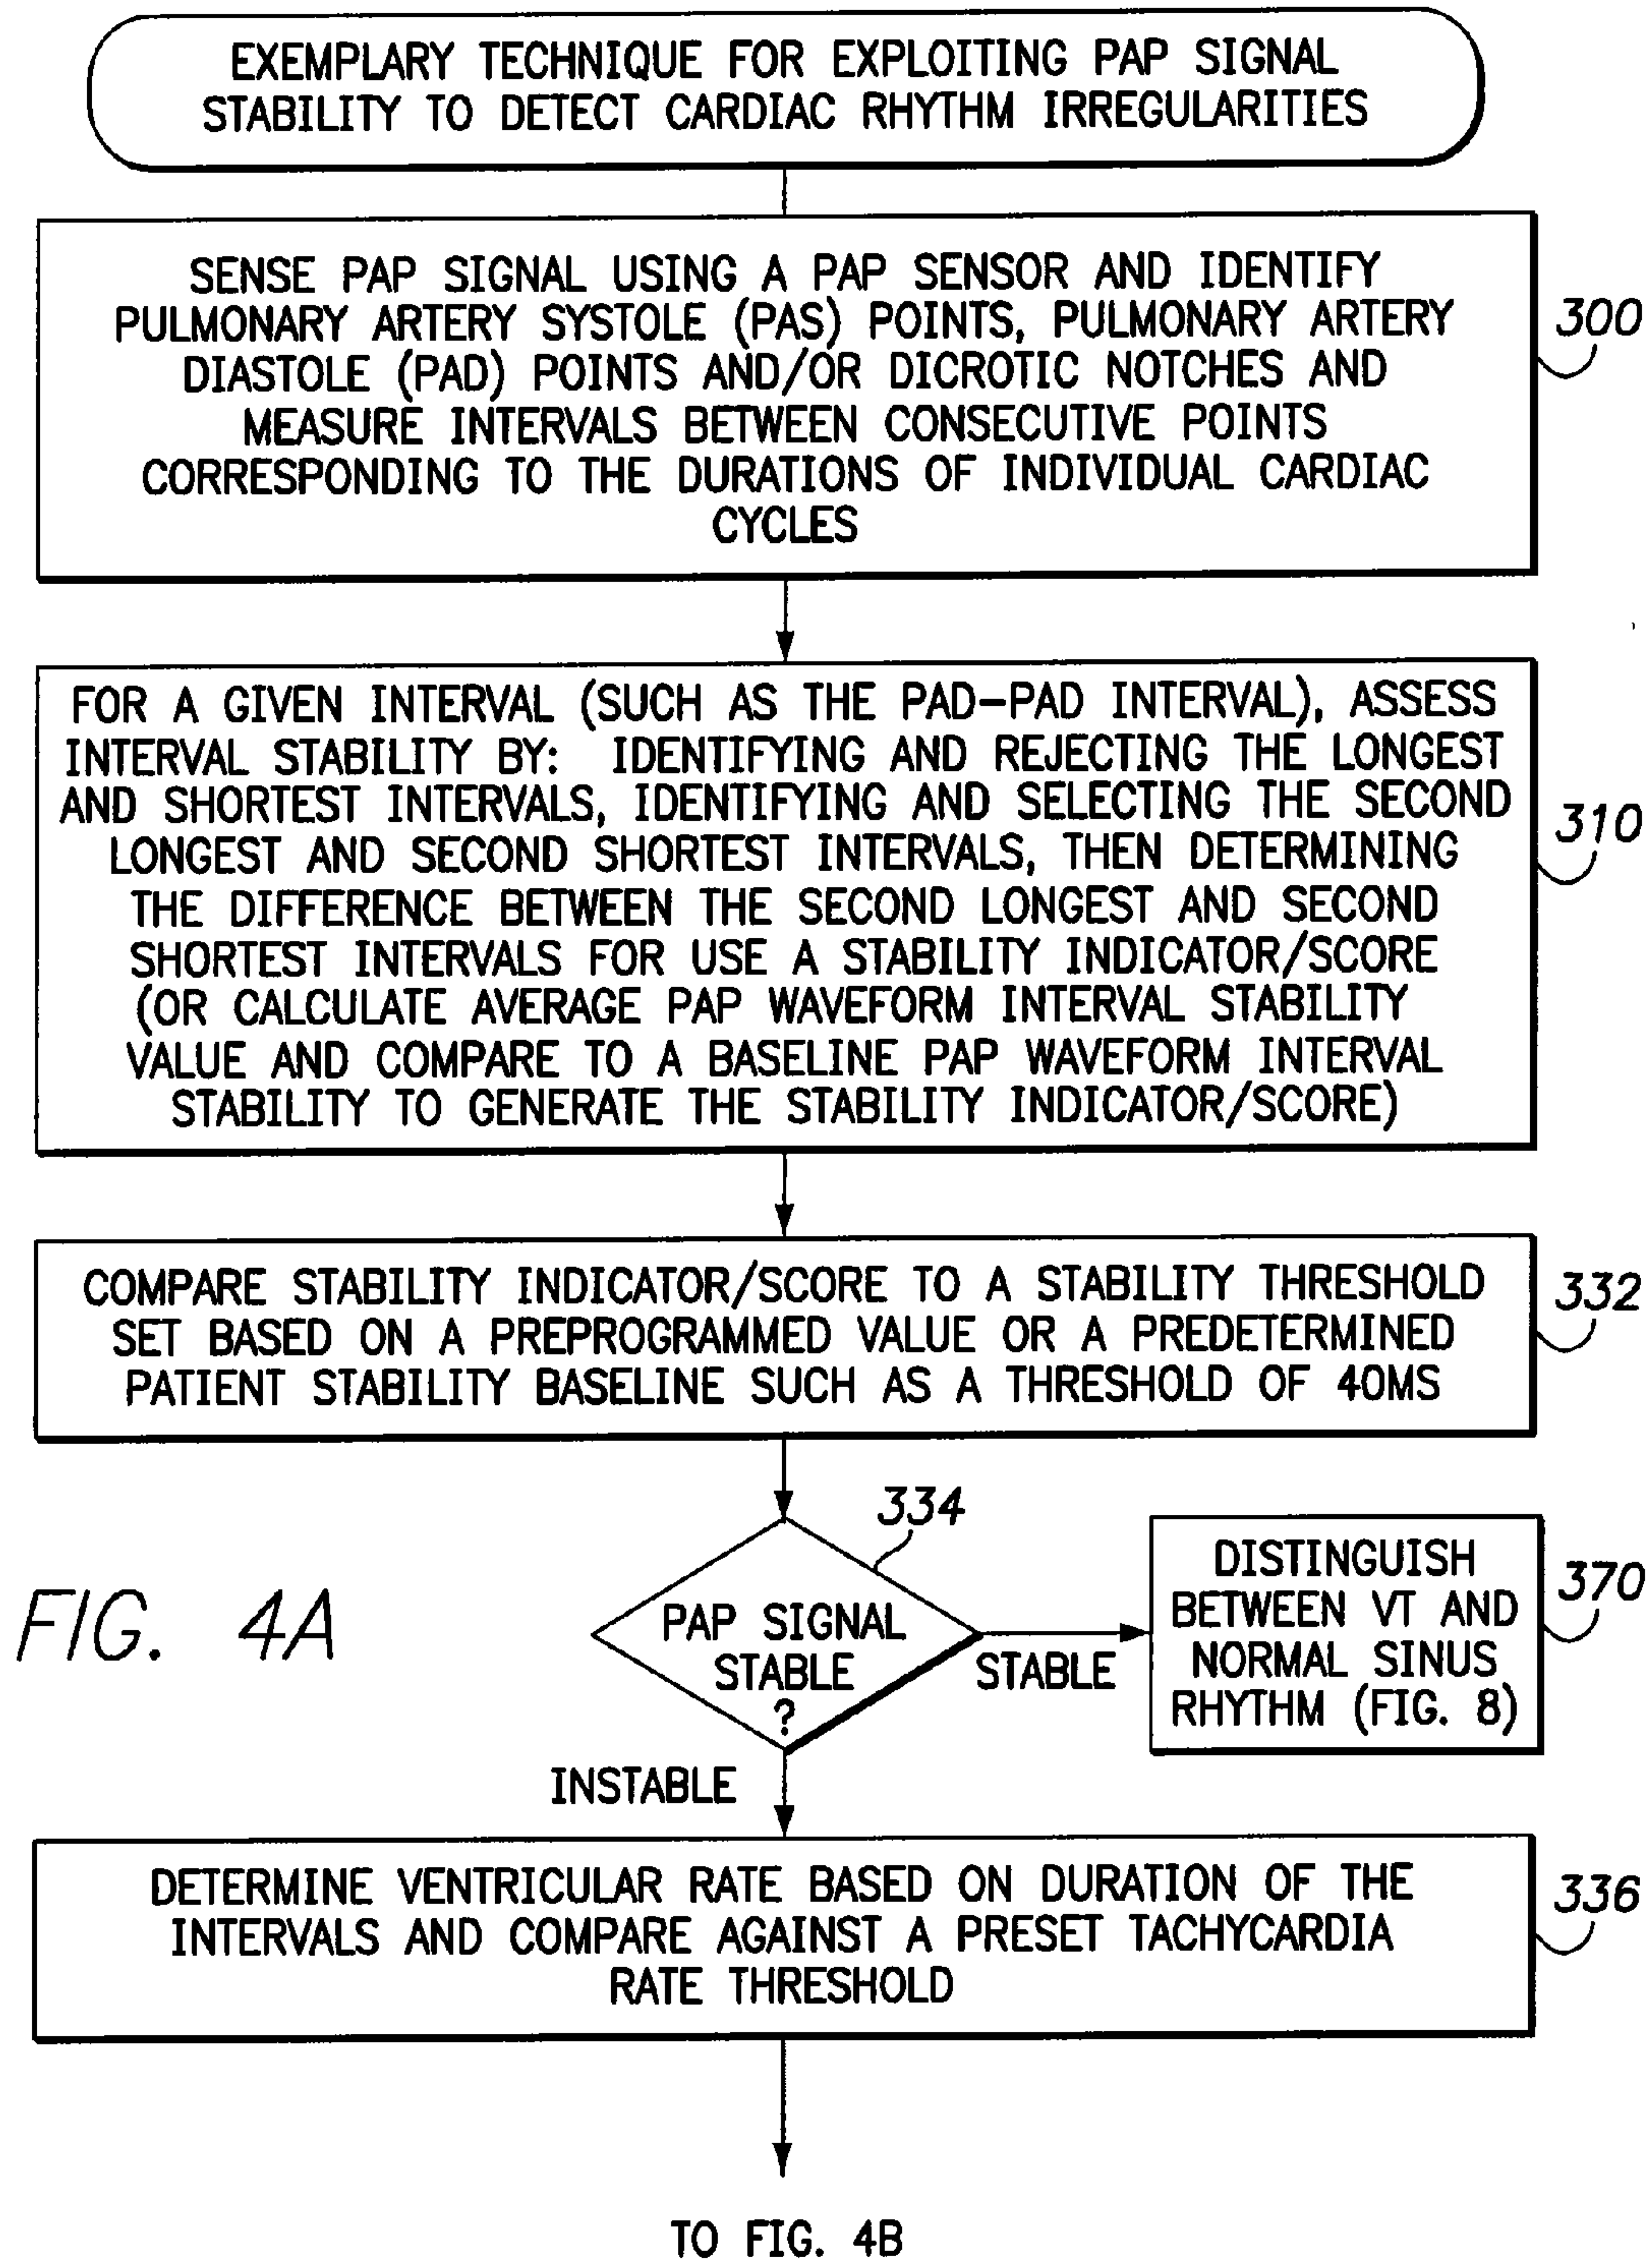 EXEMPLARY TECHNIQUE FOR EXPLOITING PAP SIGNAL
STABILITY TO DETECT CARDIAC RHYTHM IRREGULARITIES
SENSE PAP SIGNAL USING A PAP SENSOR AND IDENTIFY
PULMONARY ARTERY SYSTOLE (PAS) POINTS, PULMONARY ARTERY
DIASTOLE (PAD) POINTS AND/OR DICROTIC NOTCHES AND
MEASURE INTERVALS BETWEEN CONSECUTIVE POINTS
CORRESPONDING TO THE DURATIONS OF INDIVIDUAL CARDIAC
CYCLES
300
FOR A GIVEN INTERVAL (SUCH AS THE PAD-PAD INTERVAL), ASSESS
INTERVAL STABILITY BY: IDENTIFYING AND REJECTING THE LONGEST
AND SHORTEST INTERVALS, IDENTIFYING AND SELECTING THE SECOND
LONGEST AND SECOND SHORTEST INTERVALS, THEN DETERMINING
THE DIFFERENCE BETWEEN THE SECOND LONGEST AND SECOND
SHORTEST INTERVALS FOR USE A STABILITY INDICATOR/SCORE
(OR CALCULATE AVERAGE PAP WAVEFORM INTERVAL STABILITY
VALUE AND COMPARE TO A BASELINE PAP WAVEFORM INTERVAL
STABILITY TO GENERATE THE STABILITY INDICATOR/SCORE)
310
COMPARE STABILITY INDICATOR/SCORE TO A STABILITY THRESHOLD
SET BASED ON A PREPROGRAMMED VALUE OR A PREDETERMINED
PATIENT STABILITY BASELINE SUCH AS A THRESHOLD OF 40MS
332
334
PAP SIGNAL
STABLE
?
STABLE
DISTINGUISH
BETWEEN VT AND
NORMAL SINUS
RHYTHM (FIG. 8)
370
FIG. 4A
INSTABLE
DETERMINE VENTRICULAR RATE BASED ON DURATION OF THE
INTERVALS AND COMPARE AGAINST A PRESET TACHYCARDIA
RATE THRESHOLD
336
TO FIG. 4B